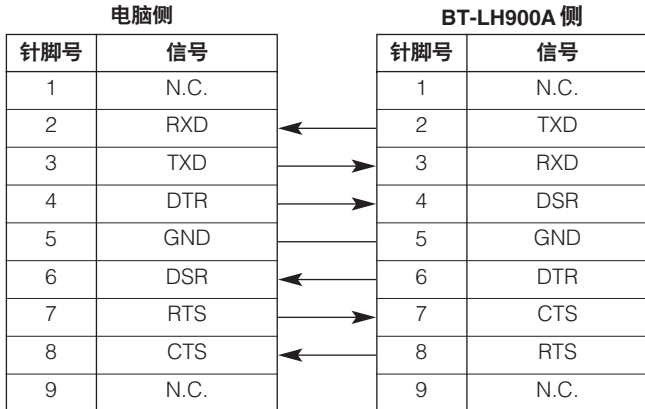 电脑侧 BT-LH900A 侧
针脚号 信号 针脚号 信号
1 N.C. 1 N.C.
2 RXD 2 TXD
3 TXD 3 RXD
4 DTR 4 DSR
5 GND 5 GND
6 DSR 6 DTR
7 RTS 7 CTS
8 CTS 8 RTS
9 N.C. 9 N.C.